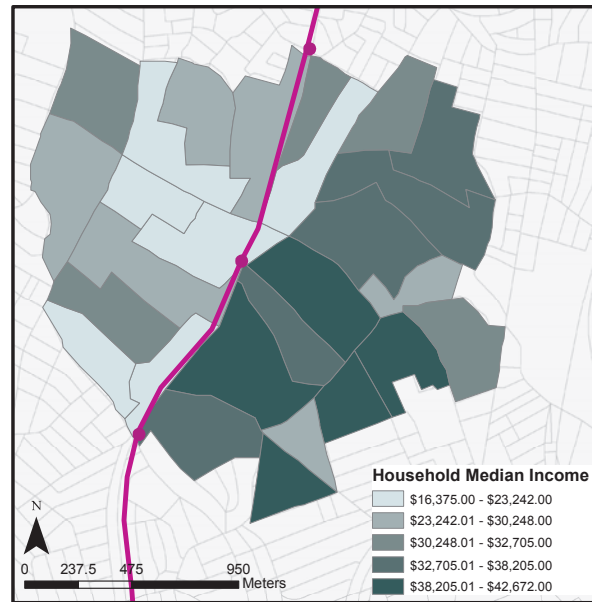 Household Median Income
$16,375.00 - $23,242.00
$23,242.01 - $30,248.00
$30,248.01 - $32,705.00
$32,705.01 - $38,205.00
$38,205.01 - $42,672.00
N
0 237.5 475 950
Meters